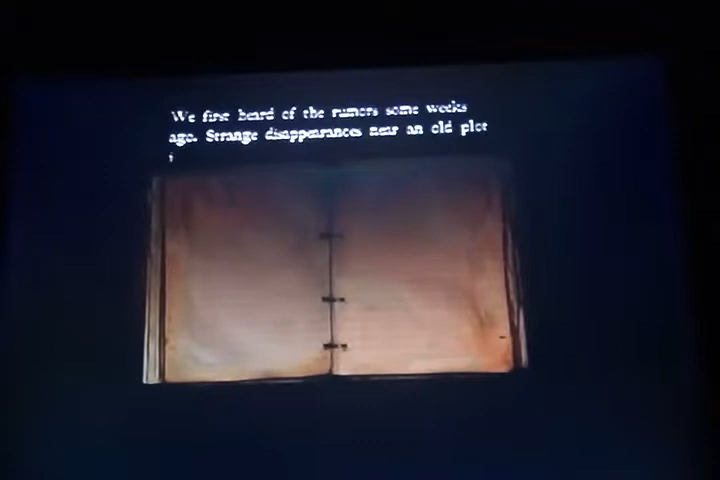 We first heard of the rumors some weeks
ago. Strange disappearances near an old plot
i